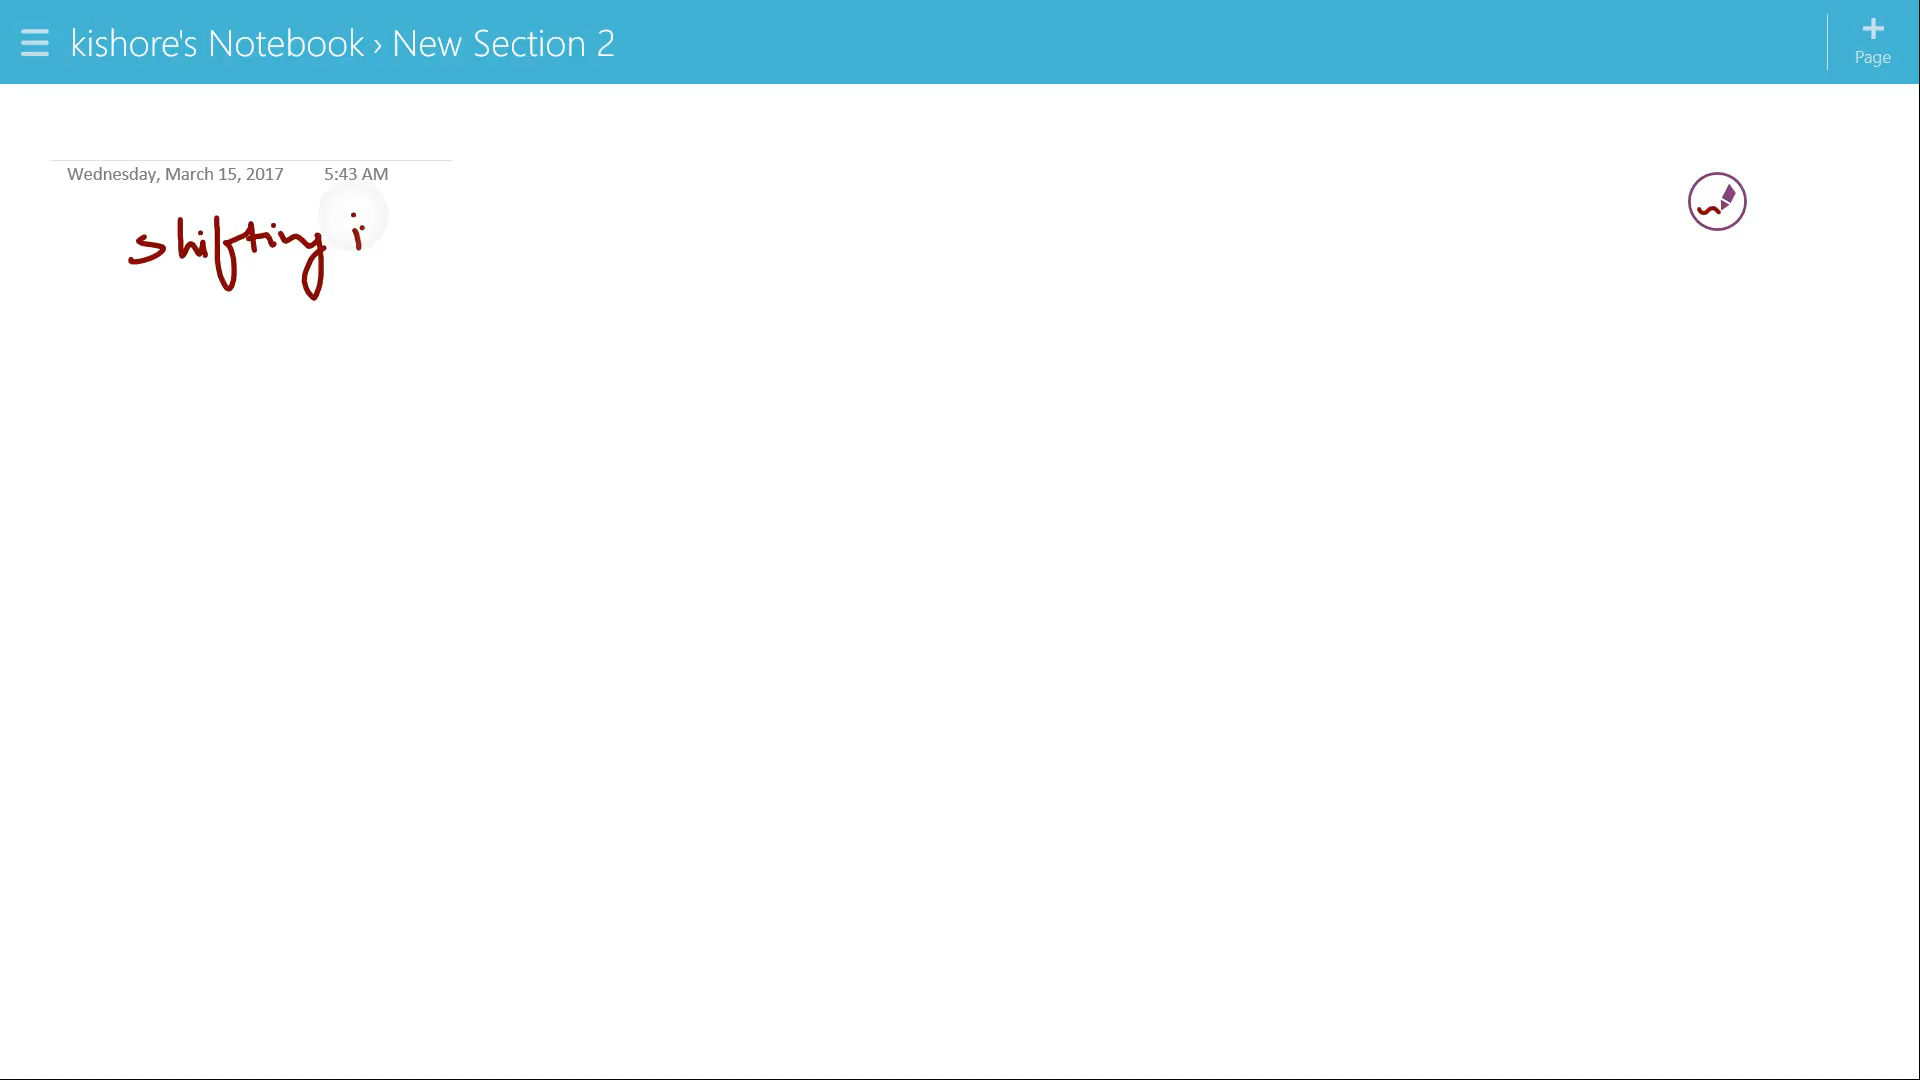 kishore's Notebook › New Section 2
Page
Wednesday, March 15, 2017 5:43 AM
shifting i